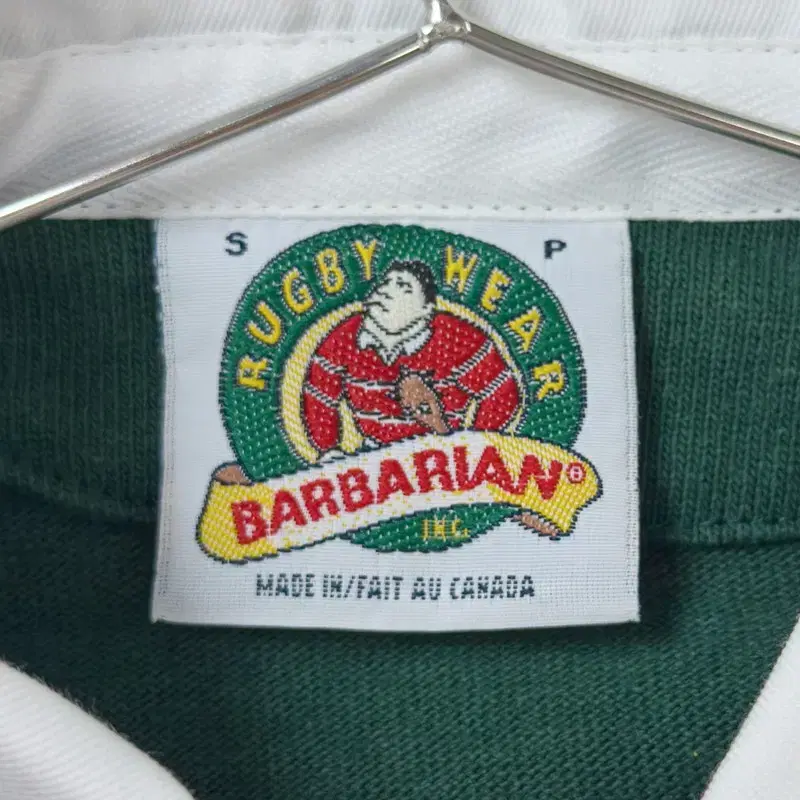 S P
RUGBY WEAR
BARBARIAN®
INC.
MADE IN/FAIT AU CANADA